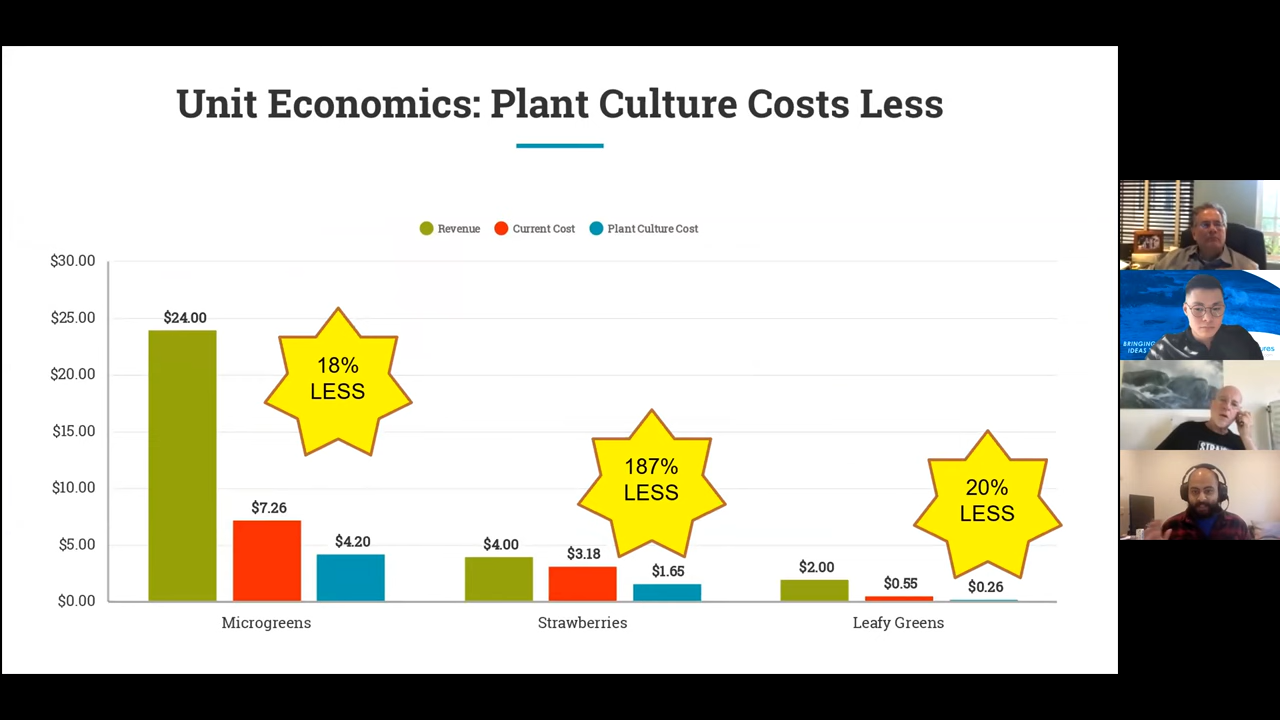 Unit Economics: Plant Culture Costs Less
Revenue
Current Cost
Plant Culture Cost
$30.00
$25.00
$20.00
$15.00
$10.00
$5.00
$0.00
$24.00
$7.26
$4.20
18%
LESS
$4.00
$3.18
$1.65
187%
LESS
$2.00
$0.55
$0.26
20%
LESS
Microgreens
Strawberries
Leafy Greens
BRINGING
IDEAS